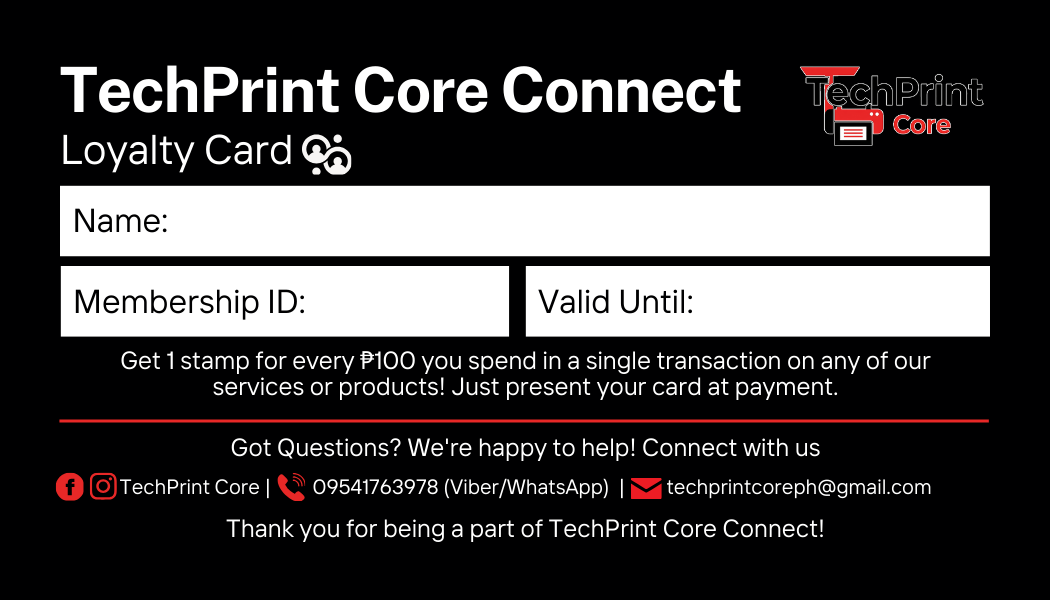 TechPrint Core Connect
TechPrint
Core
Loyalty Card
Name:
Membership ID:
Valid Until:
Get 1 stamp for every ₱100 you spend in a single transaction on any of our
services or products! Just present your card at payment.
Got Questions? We're happy to help! Connect with us
TechPrint Core | 09541763978 (Viber/WhatsApp) | techprintcoreph@gmail.com
Thank you for being a part of TechPrint Core Connect!